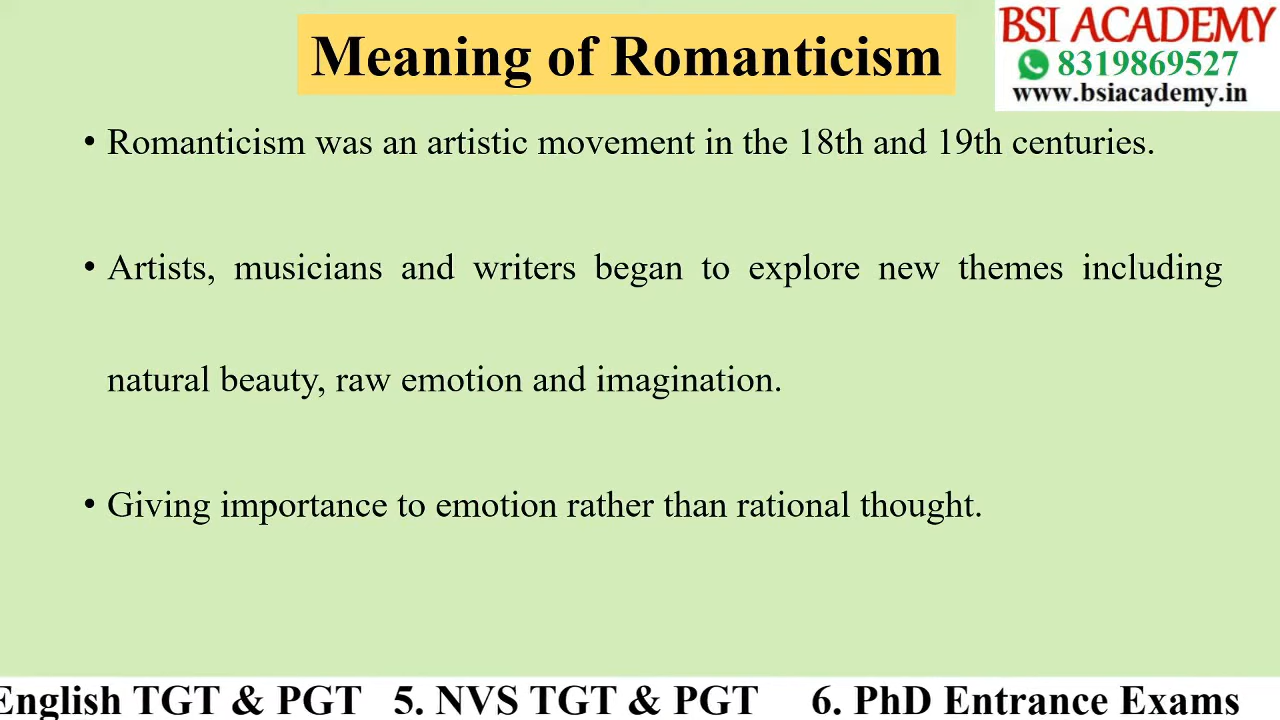 Meaning of Romanticism
BSI ACADEMY
8319869527
www.bsiacademy.in
• Romanticism was an artistic movement in the 18th and 19th centuries.
• Artists, musicians and writers began to explore new themes including
natural beauty, raw emotion and imagination.
• Giving importance to emotion rather than rational thought.
English TGT & PGT 5. NVS TGT & PGT 6. PhD Entrance Exams